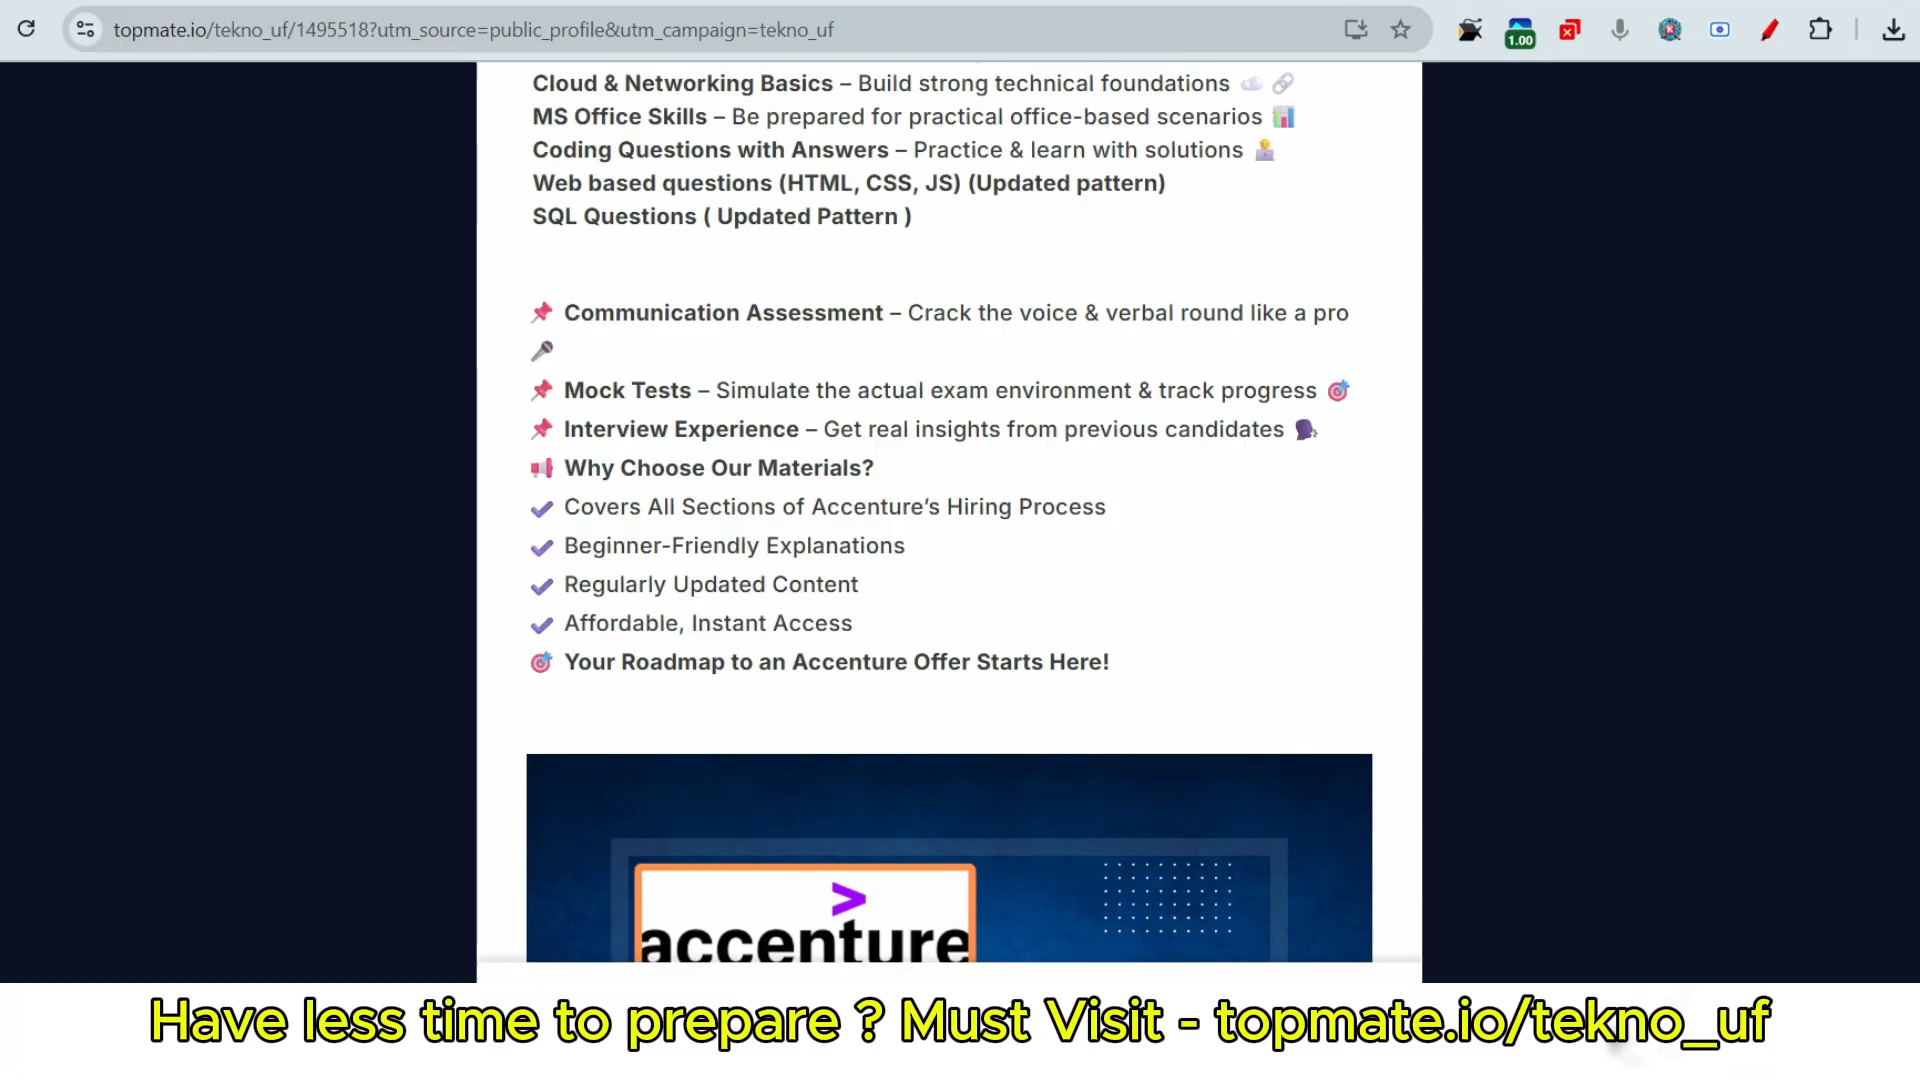 topmate.io/tekno_uf/1495518?utm_source=public_profile&utm_campaign=tekno_uf
1.00
Cloud & Networking Basics – Build strong technical foundations
MS Office Skills – Be prepared for practical office-based scenarios
Coding Questions with Answers – Practice & learn with solutions
Web based questions (HTML, CSS, JS) (Updated pattern)
SQL Questions ( Updated Pattern )
Communication Assessment – Crack the voice & verbal round like a pro
Mock Tests – Simulate the actual exam environment & track progress
Interview Experience – Get real insights from previous candidates
Why Choose Our Materials?
Covers All Sections of Accenture’s Hiring Process
Beginner-Friendly Explanations
Regularly Updated Content
Affordable, Instant Access
Your Roadmap to an Accenture Offer Starts Here!
accenture
Have less time to prepare ? Must Visit - topmate.io/tekno_uf